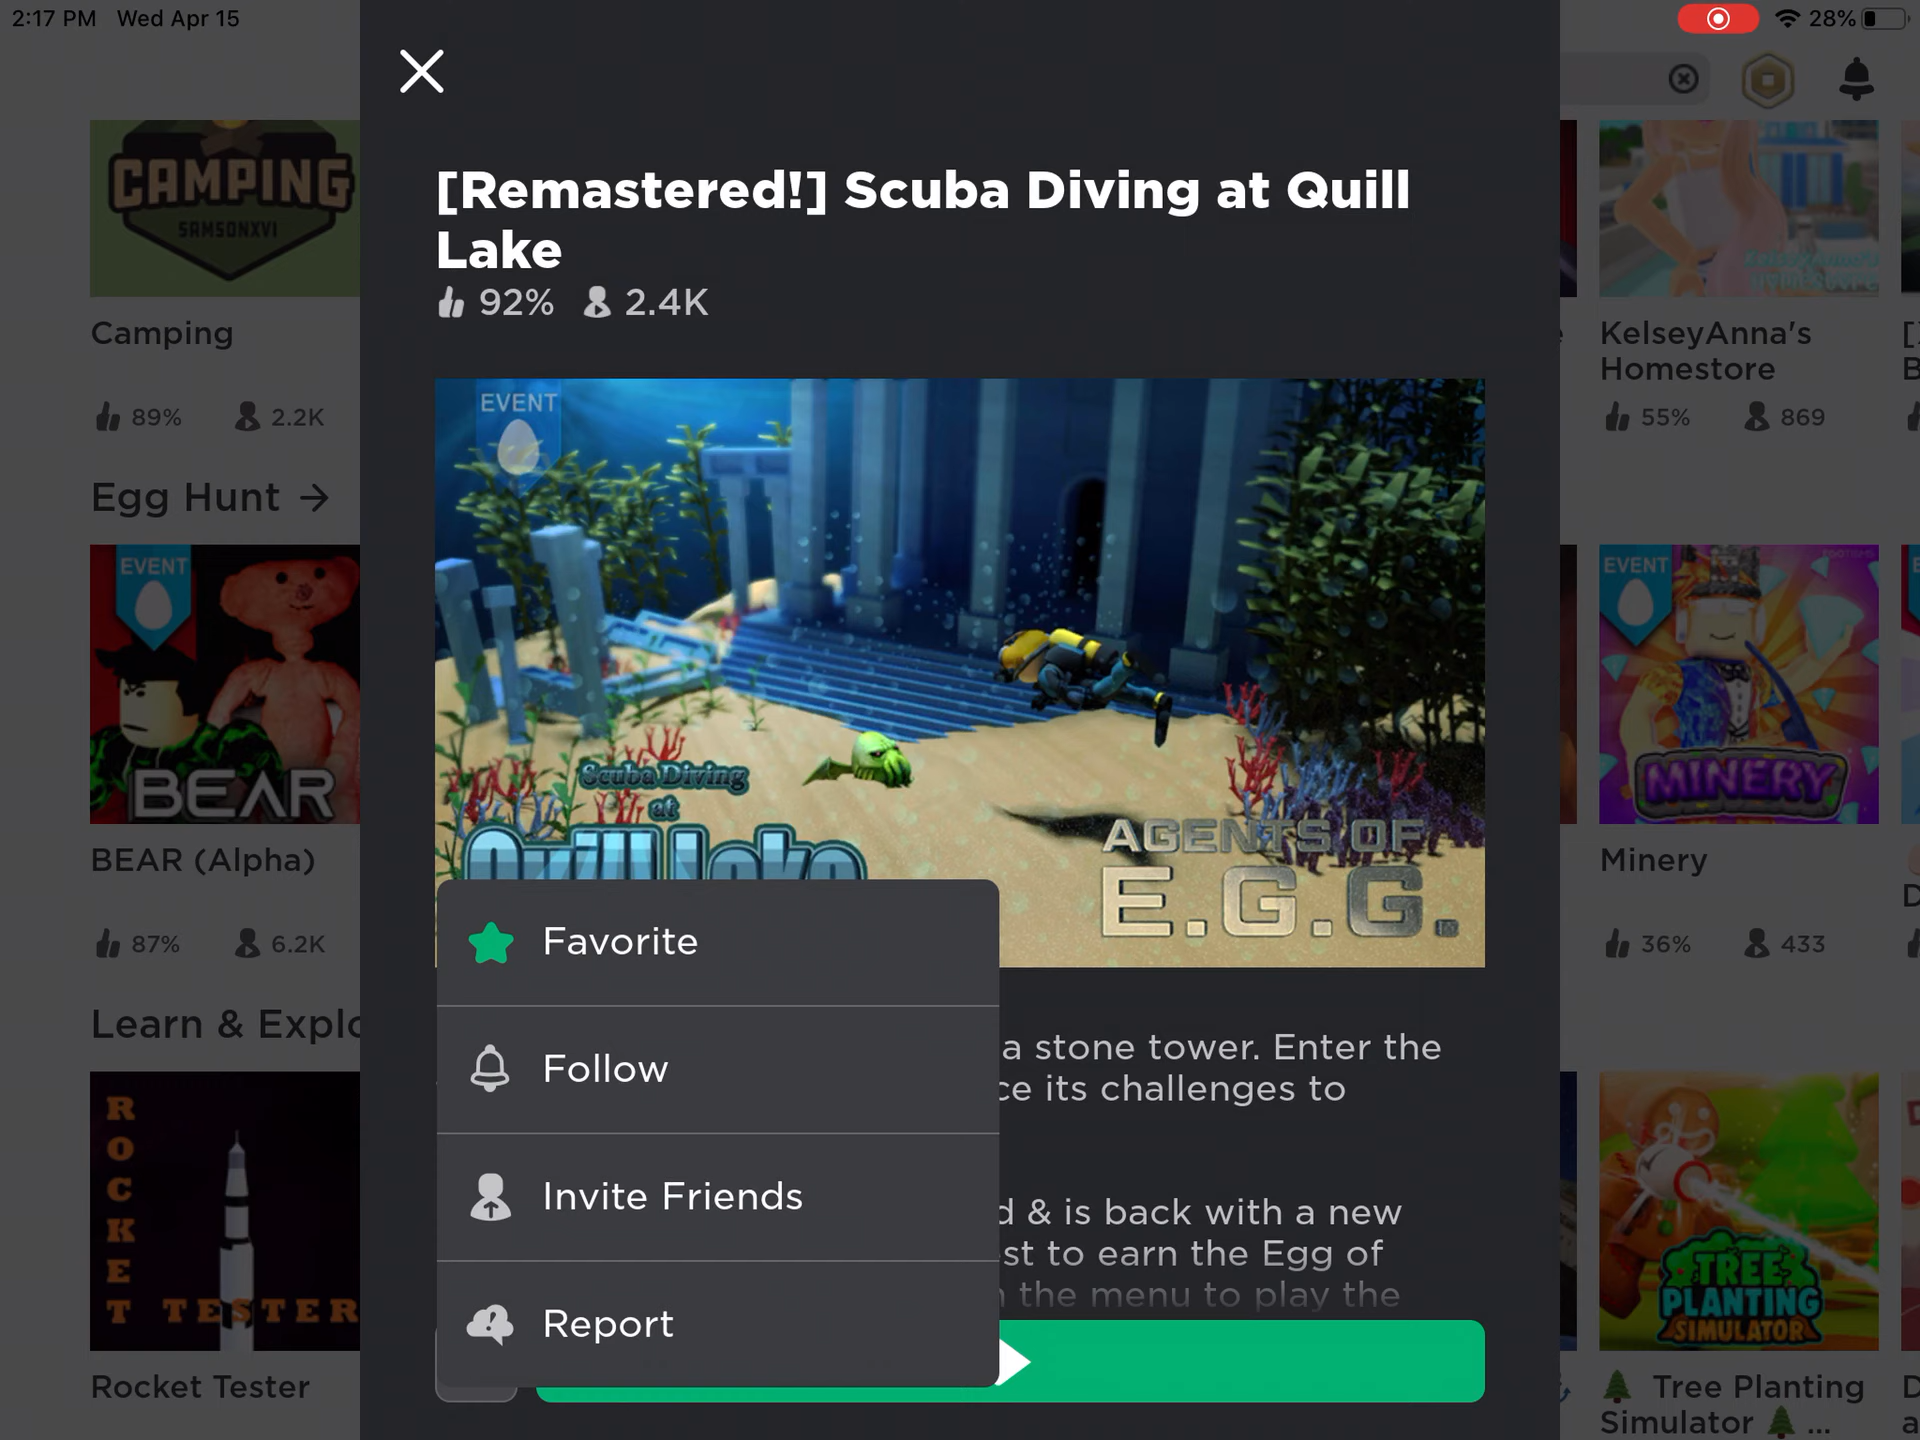 2:17 PM Wed Apr 15
28%
[Remastered!] Scuba Diving at Quill
Lake
92% 2.4K
EVENT
Scuba Diving
at
Quill Lake
AGENTS OF
E.G.G.
Favorite
Follow
Invite Friends
Report
a stone tower. Enter the
ce its challenges to
d & is back with a new
st to earn the Egg of
the menu to play the
CAMPING
SAMSONXVI
Camping
89% 2.2K
Egg Hunt →
EVENT
BEAR
BEAR (Alpha)
87% 6.2K
Learn & Explo
ROCKET TESTER
Rocket Tester
KelseyAnna's
Homestore
55% 869
EVENT
MINERY
Minery
36% 433
TREE
PLANTING
SIMULATOR
🌲 Tree Planting
Simulator 🌲 ...